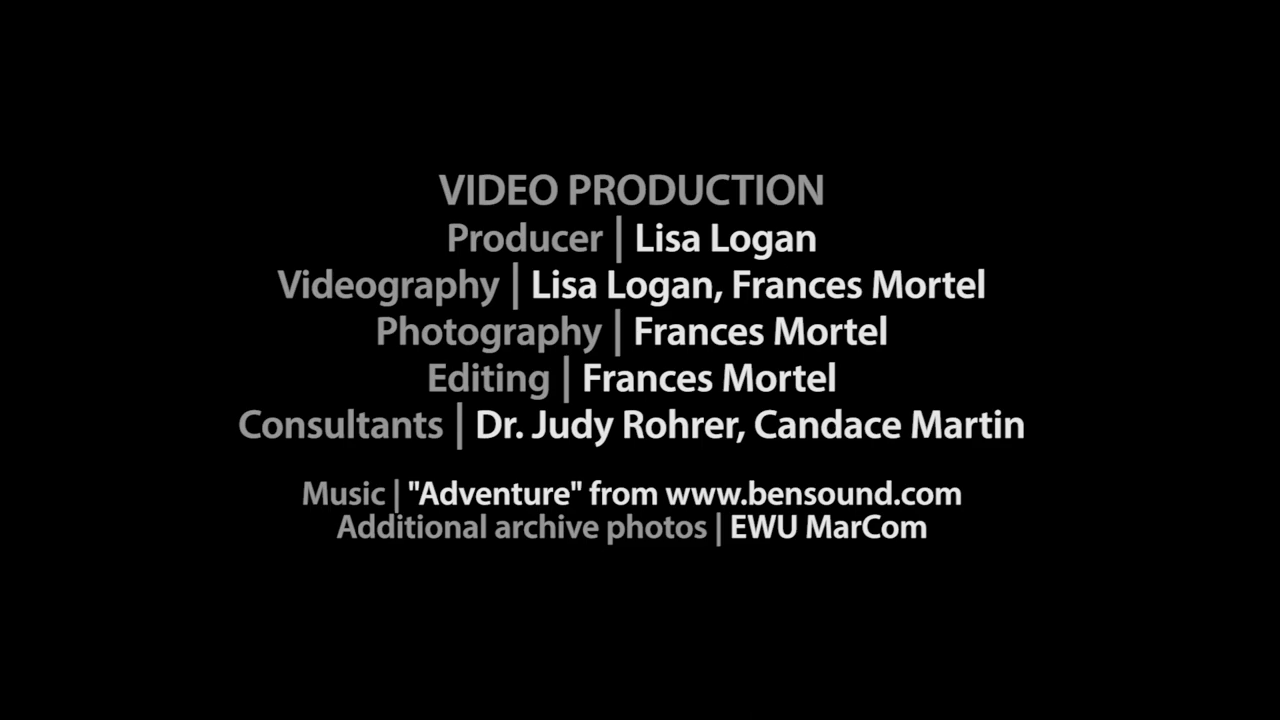 VIDEO PRODUCTION
Producer | Lisa Logan
Videography | Lisa Logan, Frances Mortel
Photography | Frances Mortel
Editing | Frances Mortel
Consultants | Dr. Judy Rohrer, Candace Martin
Music | "Adventure" from www.bensound.com
Additional archive photos | EWU MarCom